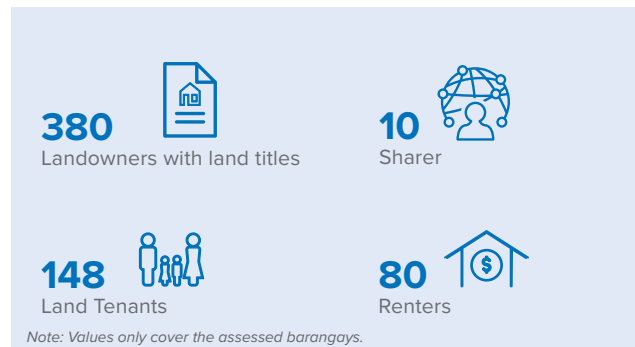 380
Landowners with land titles
10
Sharer
148
Land Tenants
80
$
Renters
Note: Values only cover the assessed barangays.